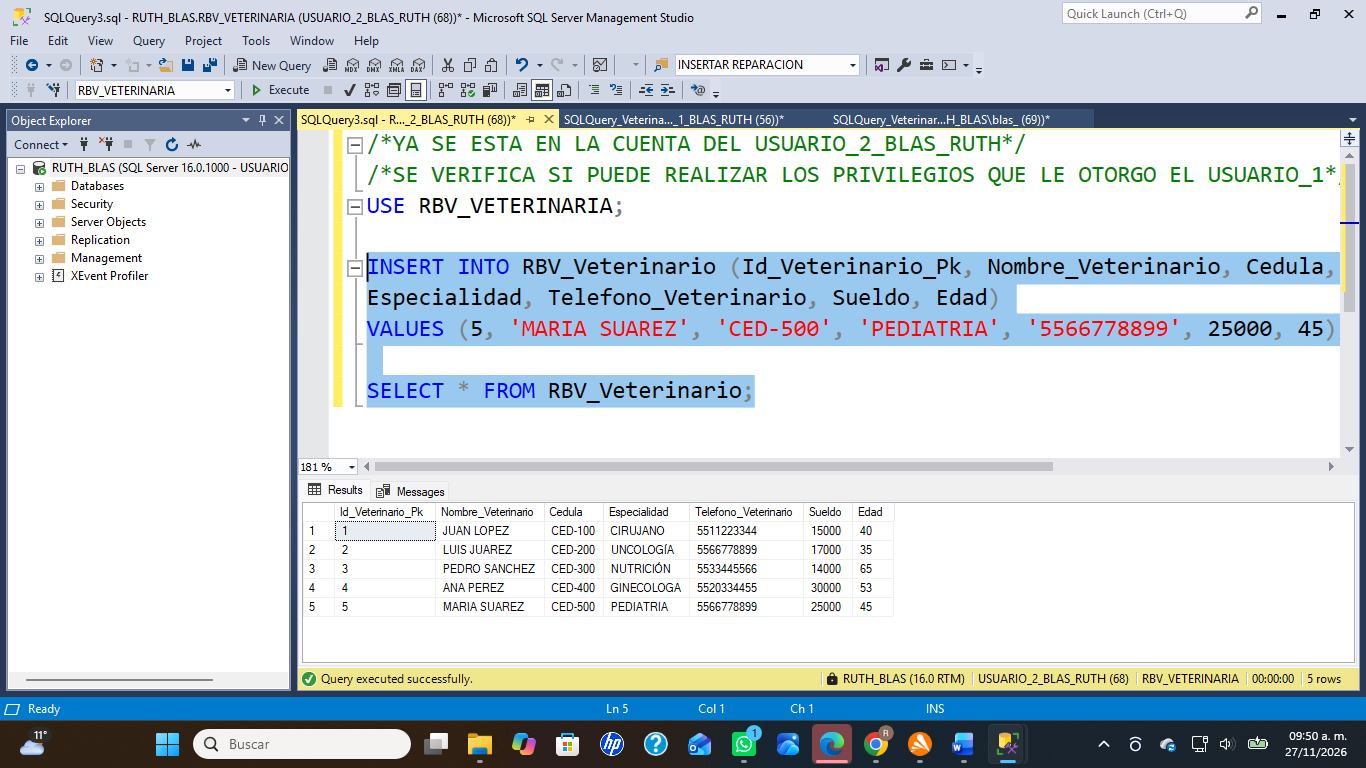 SQLQuery3.sql - RUTH_BLAS.RBV_VETERINARIA (USUARIO_2_BLAS_RUTH (68))* - Microsoft SQL Server Management Studio
Quick Launch (Ctrl+Q)
File Edit View Query Project Tools Window Help
New Query
MDX DMX XMLA DAX
INSERTAR REPARACION
RBV_VETERINARIA
Execute
Object Explorer
Connect
RUTH_BLAS (SQL Server 16.0.1000 - USUARIO
Databases
Security
Server Objects
Replication
Management
XEvent Profiler
SQLQuery3.sql - R..._2_BLAS_RUTH (68))* SQLQuery_Veterina..._1_BLAS_RUTH (56))* SQLQuery_Veterinar...H_BLAS\blas_ (69))*
/*YA SE ESTA EN LA CUENTA DEL USUARIO_2_BLAS_RUTH*/
/*SE VERIFICA SI PUEDE REALIZAR LOS PRIVILEGIOS QUE LE OTORGO EL USUARIO_1*
USE RBV_VETERINARIA;
INSERT INTO RBV_Veterinario (Id_Veterinario_Pk, Nombre_Veterinario, Cedula,
Especialidad, Telefono_Veterinario, Sueldo, Edad)
VALUES (5, 'MARIA SUAREZ', 'CED-500', 'PEDIATRIA', '5566778899', 25000, 45)
SELECT * FROM RBV_Veterinario;
181 %
Results Messages
Id_Veterinario_Pk Nombre_Veterinario Cedula Especialidad Telefono_Veterinario Sueldo Edad
1 1 JUAN LOPEZ CED-100 CIRUJANO 5511223344 15000 40
2 2 LUIS JUAREZ CED-200 UNCOLOGÍA 5566778899 17000 35
3 3 PEDRO SANCHEZ CED-300 NUTRICIÓN 5533445566 14000 65
4 4 ANA PEREZ CED-400 GINECOLOGA 5520334455 30000 53
5 5 MARIA SUAREZ CED-500 PEDIATRIA 5566778899 25000 45
Query executed successfully. RUTH_BLAS (16.0 RTM) USUARIO_2_BLAS_RUTH (68) RBV_VETERINARIA 00:00:00 5 rows
Ready Ln 5 Col 1 Ch 1 INS
11° Buscar 09:50 a. m.
27/11/2026